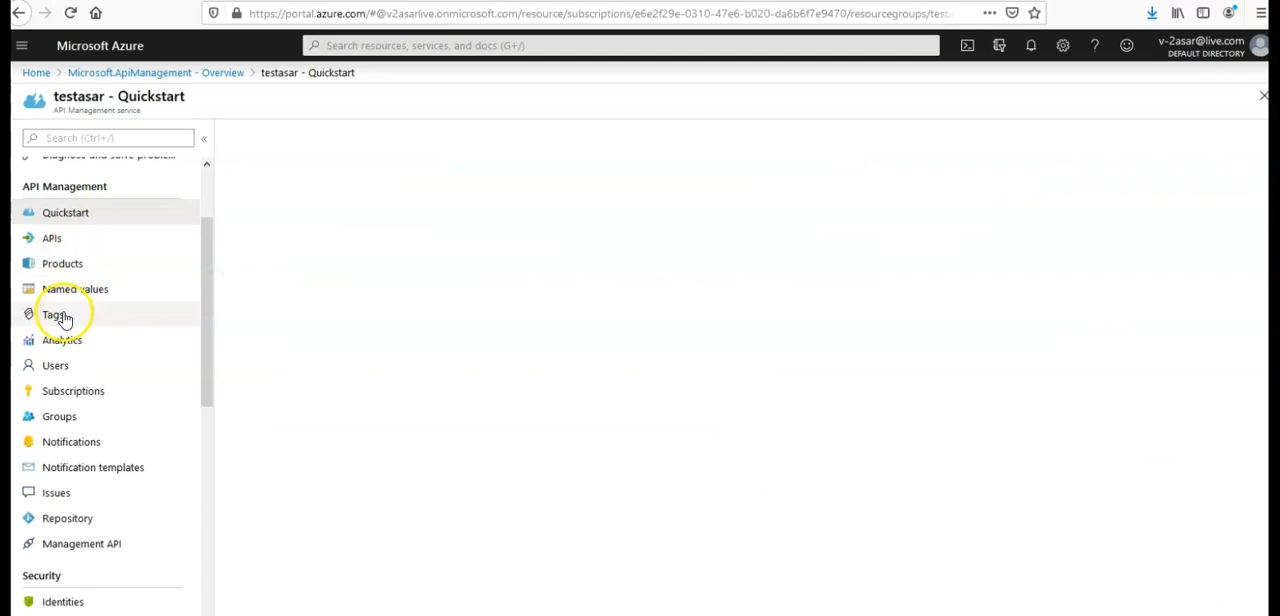 https://portal.azure.com/#@v2asarlive.onmicrosoft.com/resource/subscriptions/e6e2f29e-0310-47e6-b020-da6b6f7e9470/resourcegroups/testa
Microsoft Azure
Search resources, services, and docs (G+/)
v-2asar@live.com
DEFAULT DIRECTORY
Home > Microsoft.ApiManagement - Overview > testasar - Quickstart
testasar - Quickstart
API Management service
Search (Ctrl+/)
Diagnose and solve proble...
API Management
Quickstart
APIs
Products
Named values
Tags
Analytics
Users
Subscriptions
Groups
Notifications
Notification templates
Issues
Repository
Management API
Security
Identities